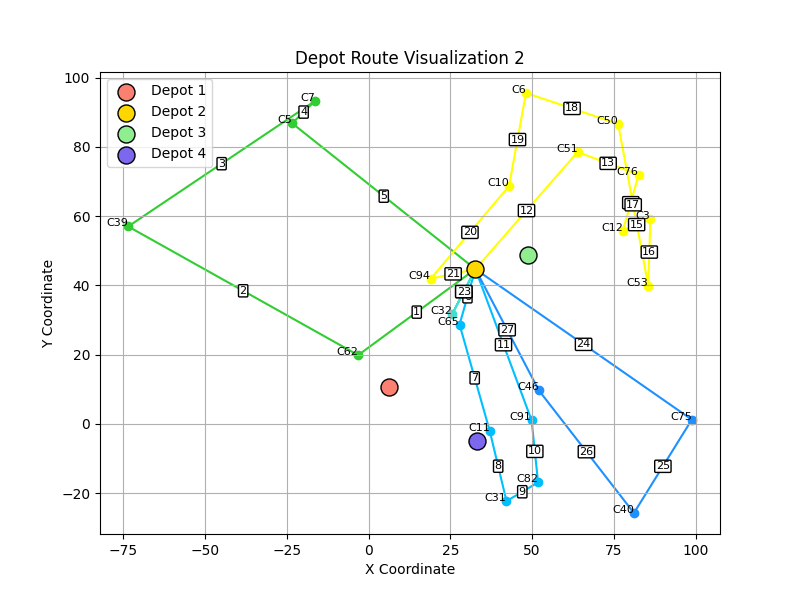 Depot Route Visualization 2
Depot 1
Depot 2
Depot 3
Depot 4
Y Coordinate
100
80
60
40
20
0
−20
−75
−50
−25
0
25
50
75
100
X Coordinate
C7
C5
C39
C62
C6
C50
C51
C76
C10
C3
C12
C53
C94
C32
C65
C46
C91
C11
C75
C82
C31
C40
1
2
3
4
5
7
8
9
10
11
12
13
15
16
17
18
19
20
21
23
24
25
26
27